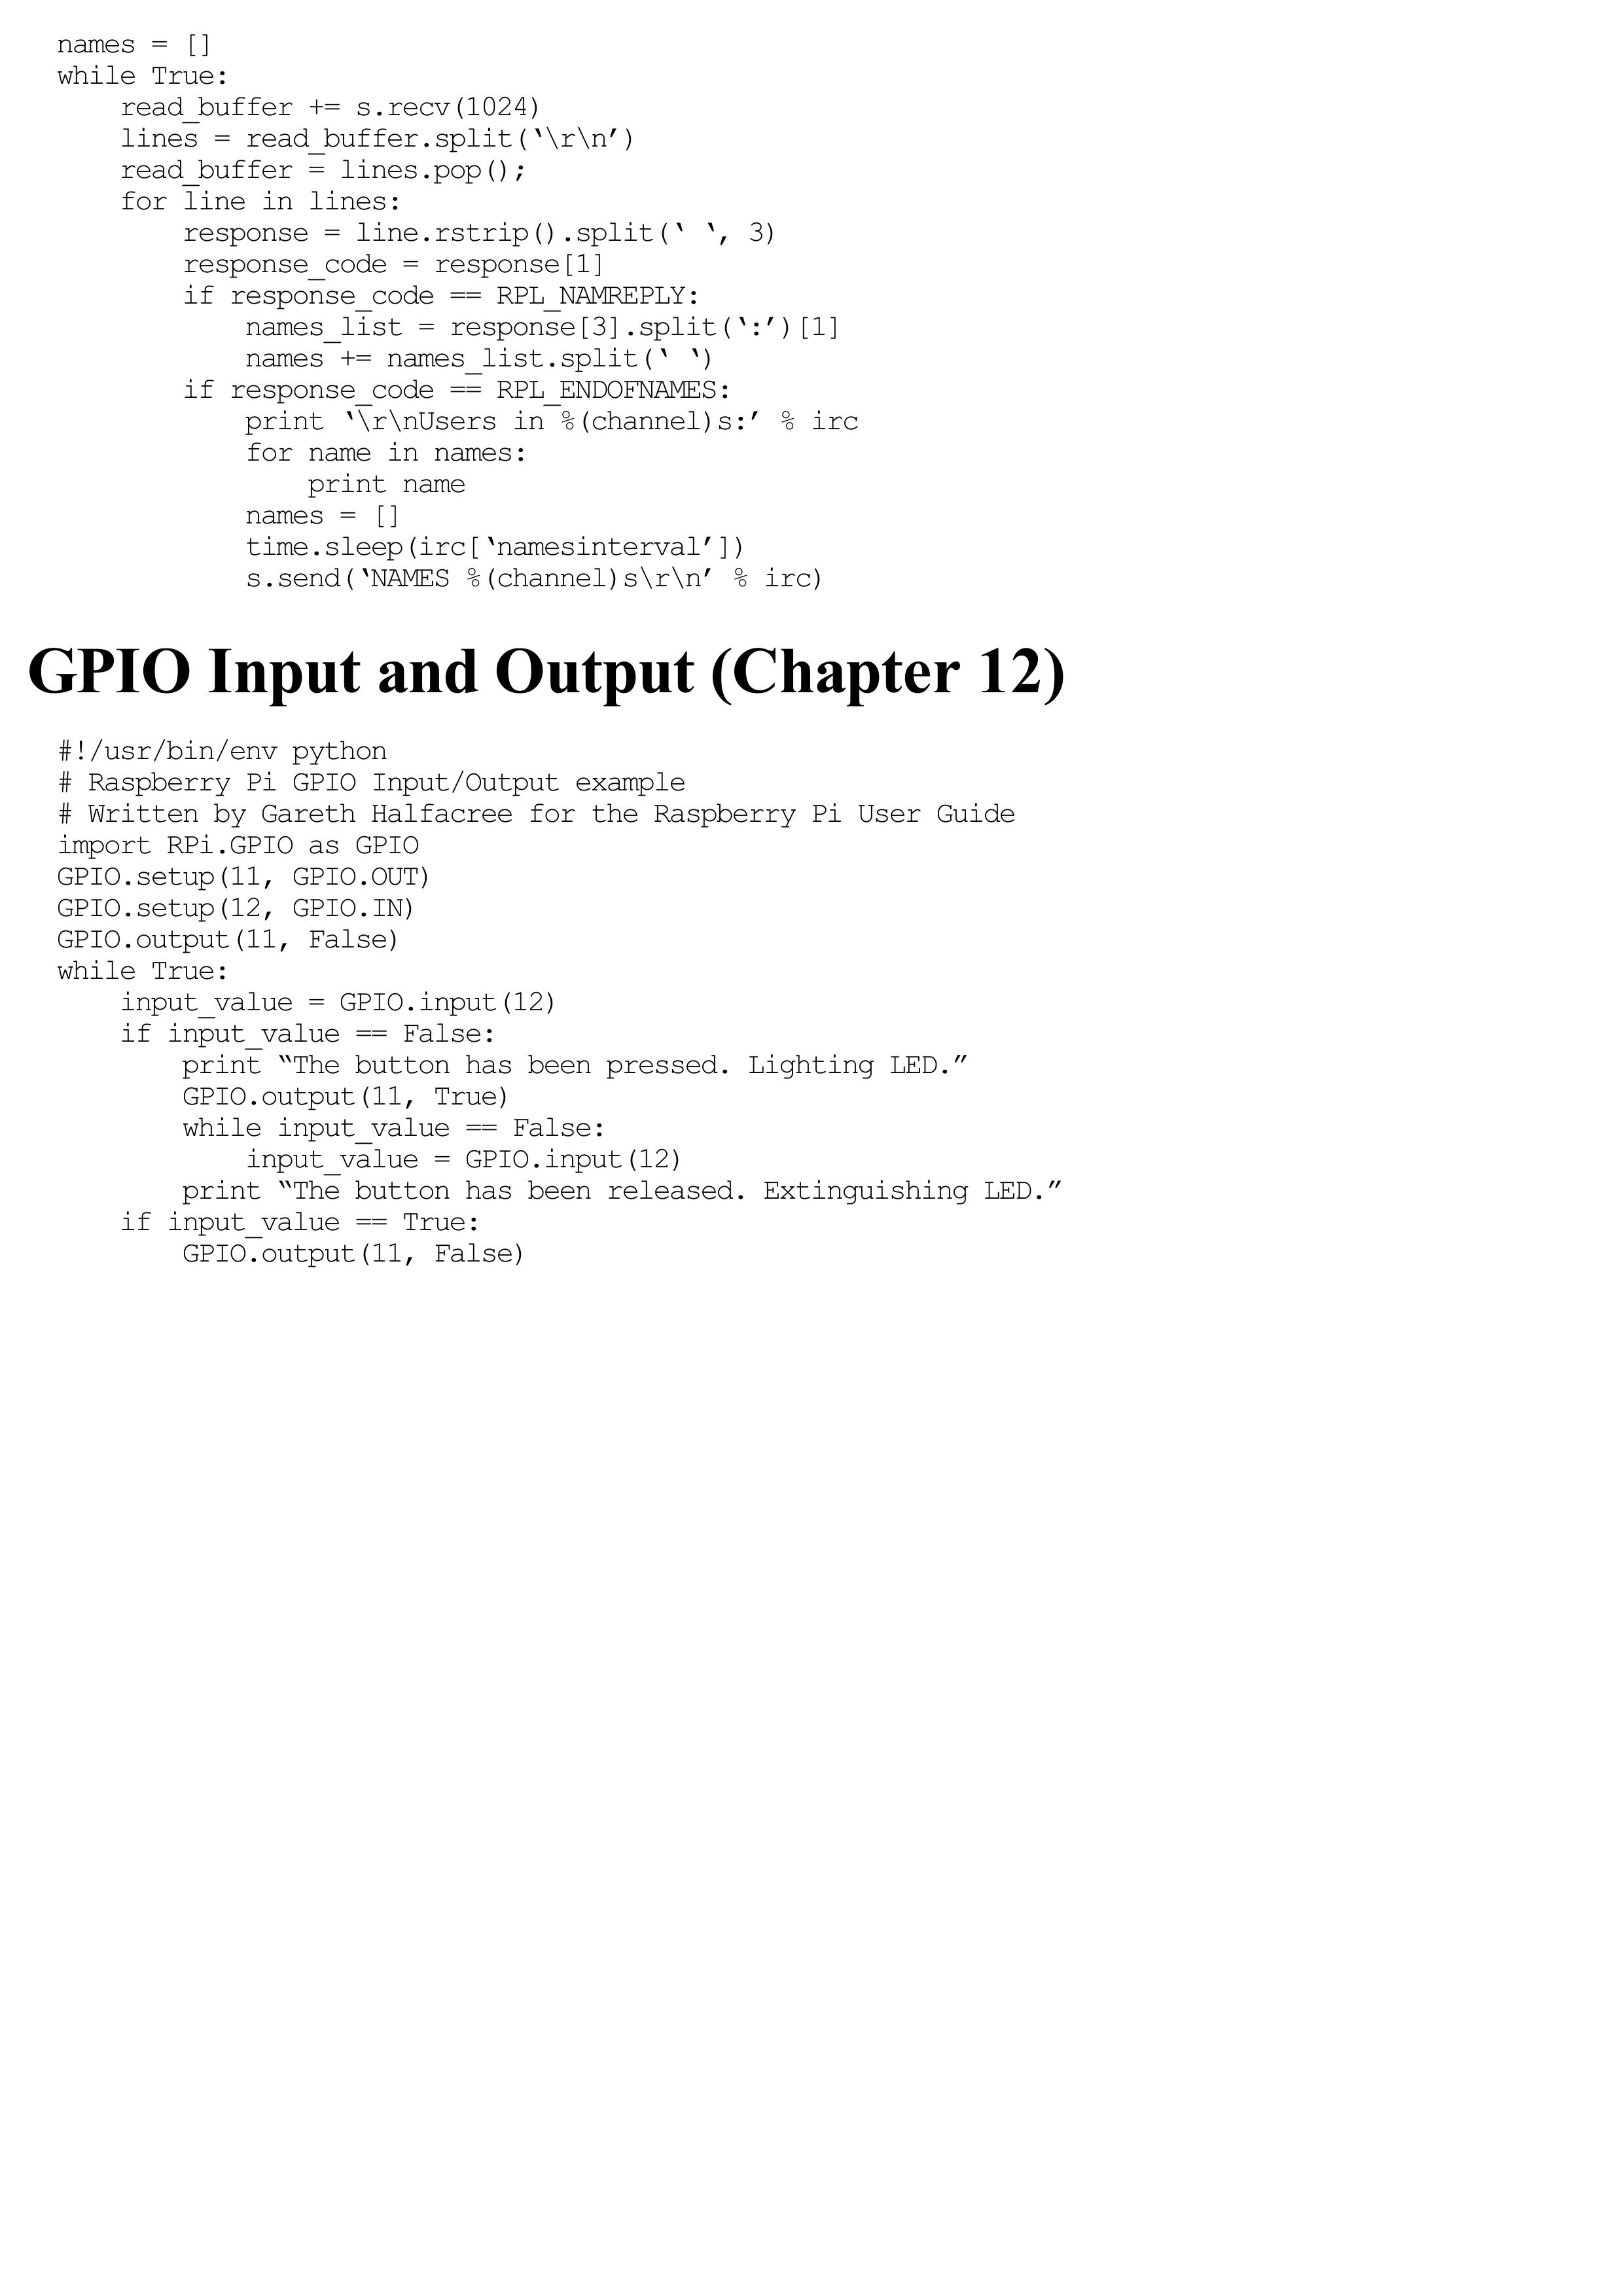 names = []
while True:
    read_buffer += s.recv(1024)
    lines = read_buffer.split(‘\r\n’)
    read_buffer = lines.pop();
    for line in lines:
        response = line.rstrip().split(‘ ‘, 3)
        response_code = response[1]
        if response_code == RPL_NAMREPLY:
            names_list = response[3].split(‘:’)[1]
            names += names_list.split(‘ ‘)
        if response_code == RPL_ENDOFNAMES:
            print ‘\r\nUsers in %(channel)s:’ % irc
            for name in names:
                print name
            names = []
            time.sleep(irc[‘namesinterval’])
            s.send(‘NAMES %(channel)s\r\n’ % irc)
GPIO Input and Output (Chapter 12)
#!/usr/bin/env python
# Raspberry Pi GPIO Input/Output example
# Written by Gareth Halfacree for the Raspberry Pi User Guide
import RPi.GPIO as GPIO
GPIO.setup(11, GPIO.OUT)
GPIO.setup(12, GPIO.IN)
GPIO.output(11, False)
while True:
    input_value = GPIO.input(12)
    if input_value == False:
        print “The button has been pressed. Lighting LED.”
        GPIO.output(11, True)
        while input_value == False:
            input_value = GPIO.input(12)
        print “The button has been released. Extinguishing LED.”
    if input_value == True:
        GPIO.output(11, False)